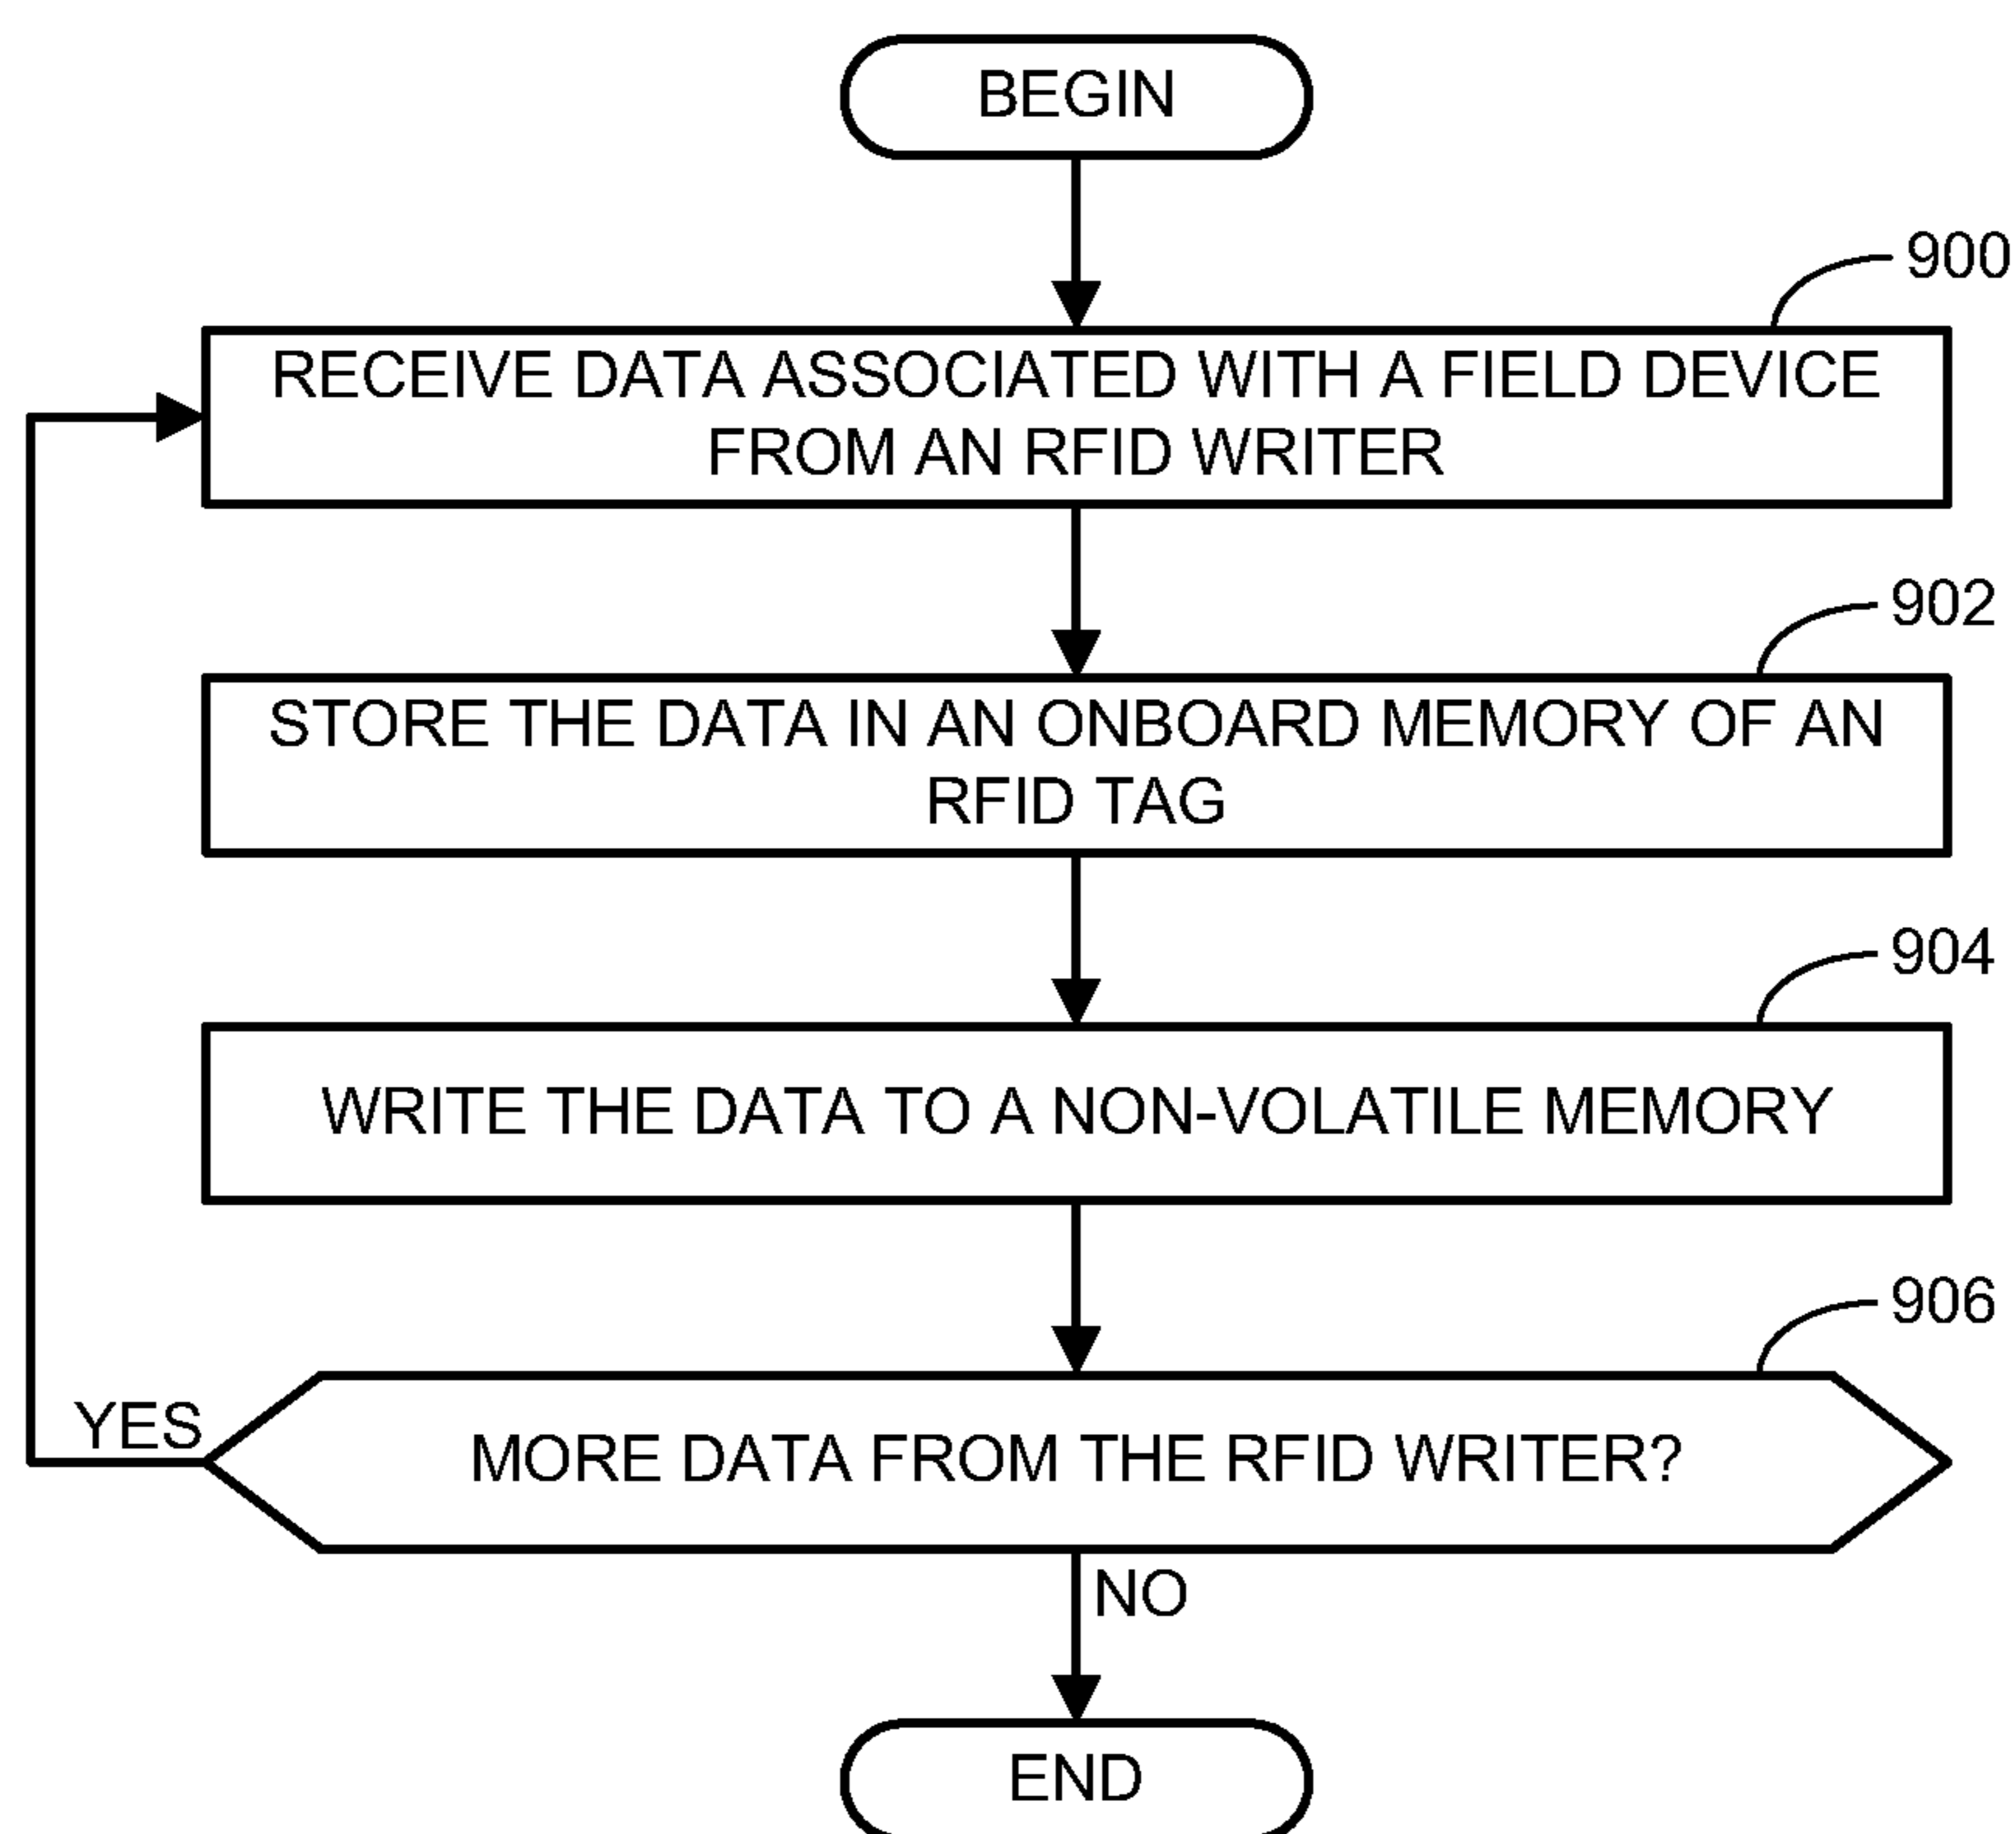 BEGIN
900
RECEIVE DATA ASSOCIATED WITH A FIELD DEVICE
FROM AN RFID WRITER
902
STORE THE DATA IN AN ONBOARD MEMORY OF AN
RFID TAG
904
WRITE THE DATA TO A NON-VOLATILE MEMORY
906
YES
MORE DATA FROM THE RFID WRITER?
NO
END